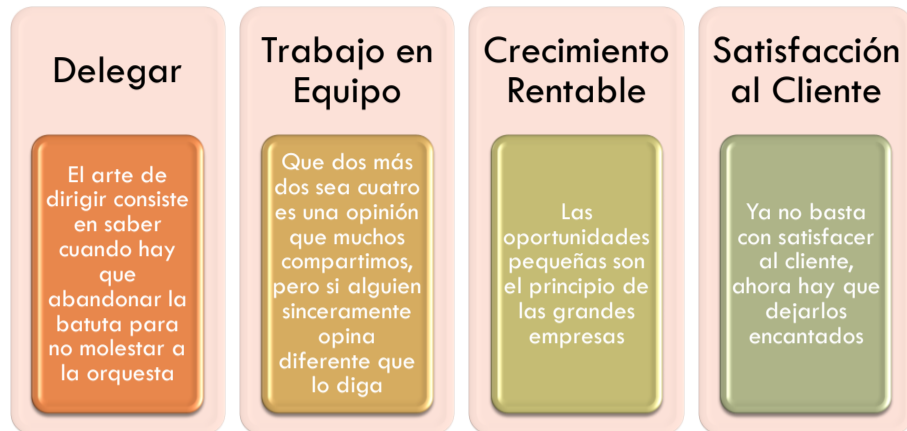 Delegar
El arte de
dirigir consiste
en saber
cuando hay
que
abandonar la
batuta para
no molestar a
la orquesta
Trabajo en
Equipo
Que dos más
dos sea cuatro
es una opinión
que muchos
compartimos,
pero si alguien
sinceramente
opina
diferente que
lo diga
Crecimiento
Rentable
Las
oportunidades
pequeñas son
el principio de
las grandes
empresas
Satisfacción
al Cliente
Ya no basta
con satisfacer
al cliente,
ahora hay que
dejarlos
encantados